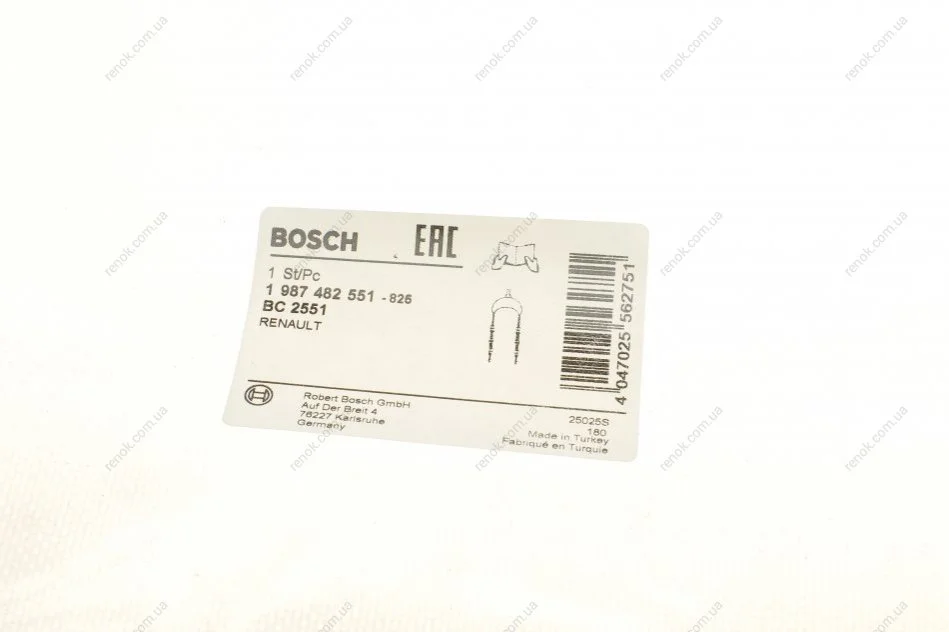 BOSCH
EAC
1 St/Pc
1 987 482 551 - 826
BC 2551
RENAULT
4 047025 562751
Robert Bosch GmbH
Auf Der Breit 4
76227 Karlsruhe
Germany
25025S
180
Made in Turkey
Fabriqué en Turquie
renok.com.ua